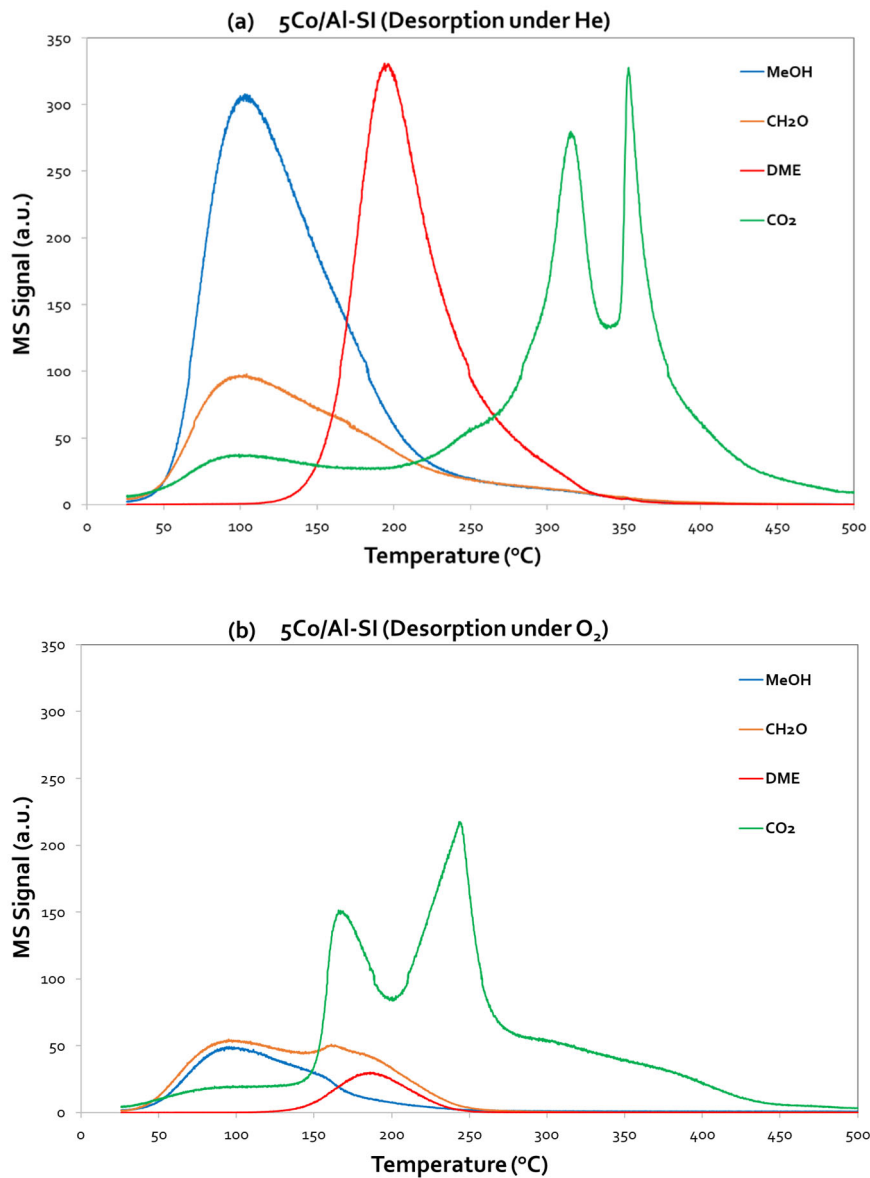 (a) 5Co/Al-SI (Desorption under He)
350
300
250
200
150
100
50
0
MS Signal (a.u.)
MeOH
CH2O
DME
CO2
0 50 100 150 200 250 300 350 400 450 500
Temperature (°C)
(b) 5Co/Al-SI (Desorption under O₂)
350
300
250
200
150
100
50
0
MS Signal (a.u.)
MeOH
CH2O
DME
CO2
0 50 100 150 200 250 300 350 400 450 500
Temperature (°C)